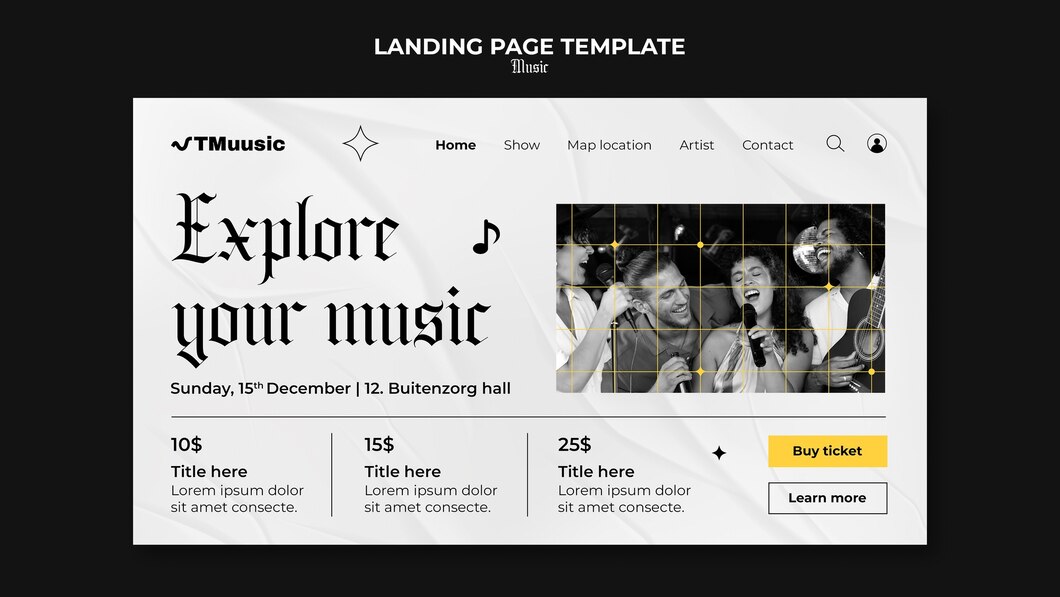 LANDING PAGE TEMPLATE
Music
TMuusic
Home Show Map location Artist Contact
Explore
your music
Sunday, 15th December | 12. Buitenzorg hall
10$
Title here
Lorem ipsum dolor
sit amet consecte.
15$
Title here
Lorem ipsum dolor
sit amet consecte.
25$
Title here
Lorem ipsum dolor
sit amet consecte.
Buy ticket
Learn more